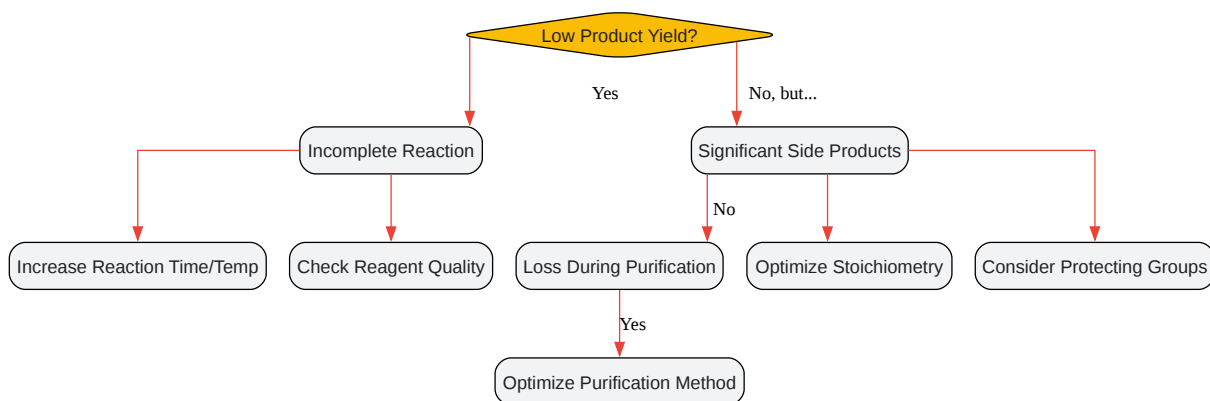 Low Product Yield?
Yes
No, but...
Incomplete Reaction
Significant Side Products
No
Increase Reaction Time/Temp
Check Reagent Quality
Loss During Purification
Optimize Stoichiometry
Consider Protecting Groups
Yes
Optimize Purification Method